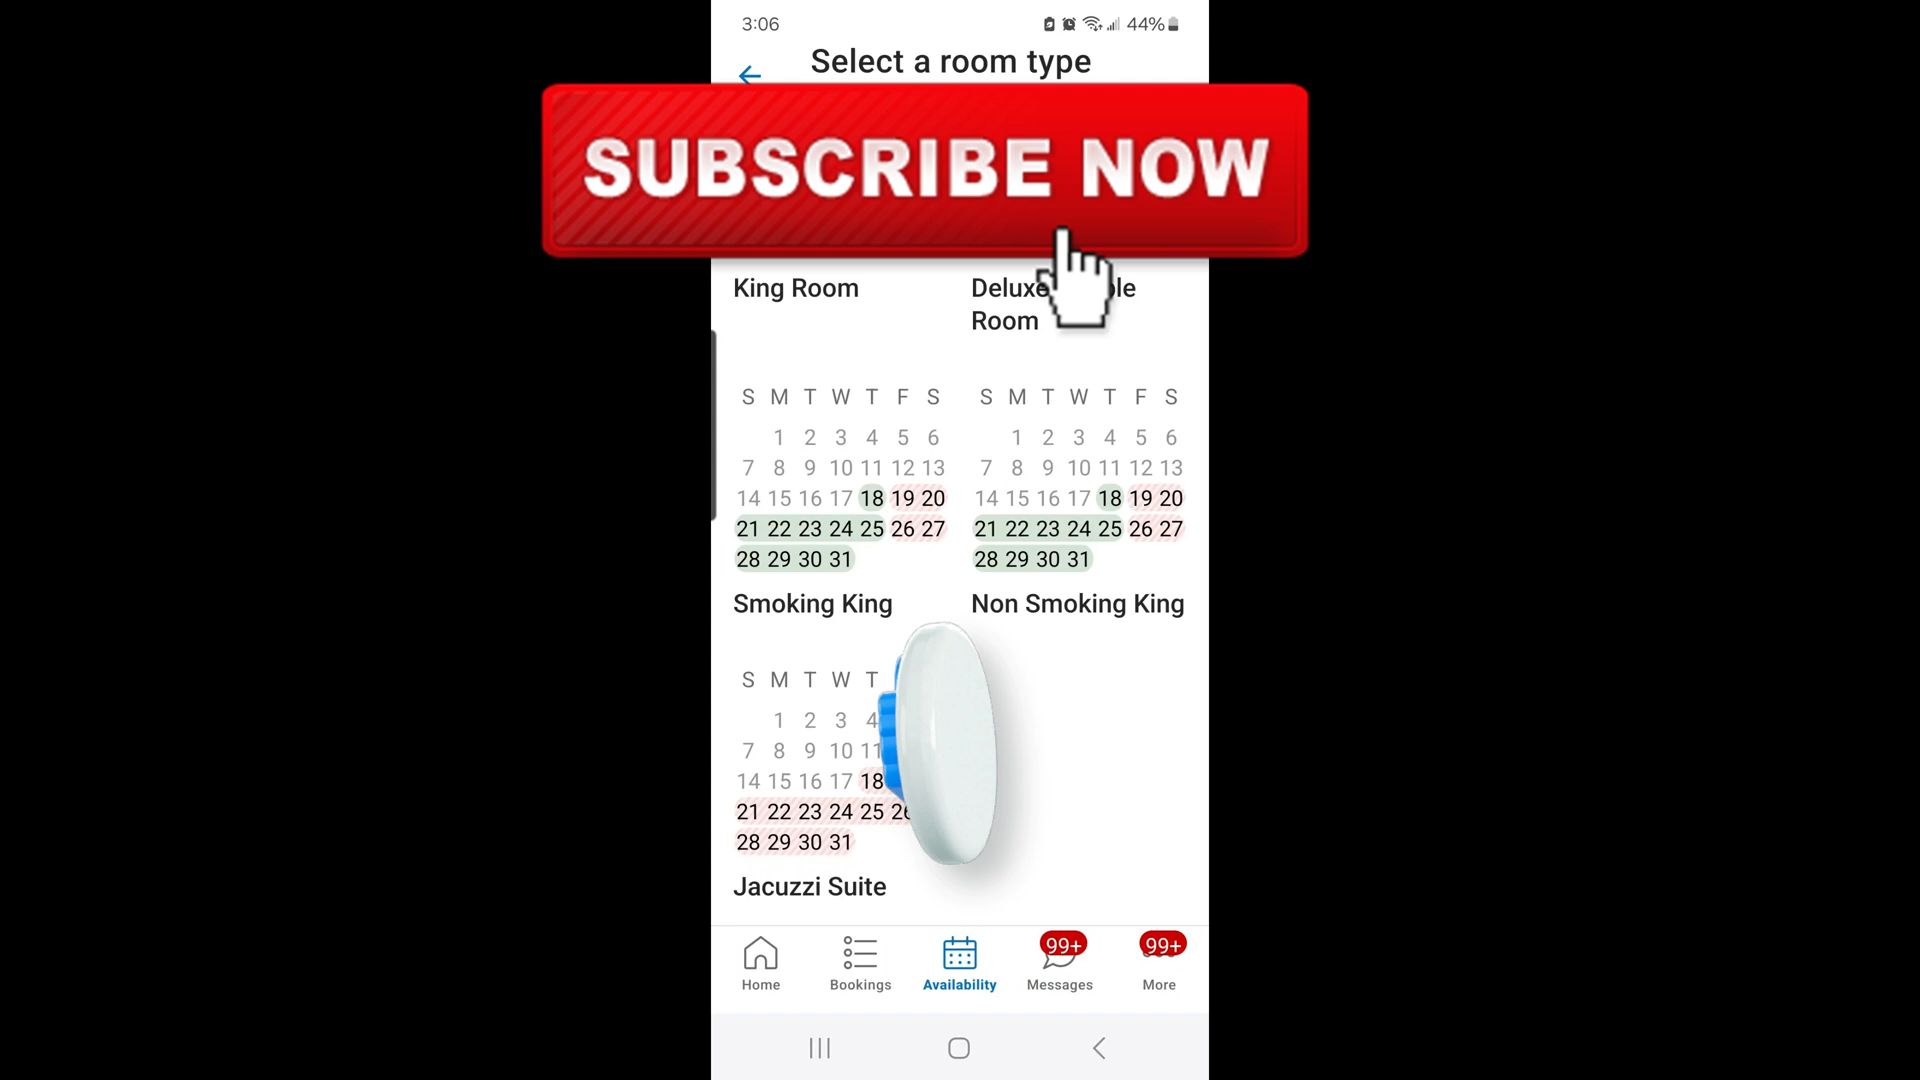 3:06
44%
Select a room type
SUBSCRIBE NOW
King Room
Deluxe
Room
S M T W T F S
1 2 3 4 5 6
7 8 9 10 11 12 13
14 15 16 17 18 19 20
21 22 23 24 25 26 27
28 29 30 31
S M T W T F S
1 2 3 4 5 6
7 8 9 10 11 12 13
14 15 16 17 18 19 20
21 22 23 24 25 26 27
28 29 30 31
Smoking King
Non Smoking King
S M T W T
1 2 3 4
7 8 9 10 11
14 15 16 17 18
21 22 23 24 25 26
28 29 30 31
Jacuzzi Suite
99+
99+
Home
Bookings
Availability
Messages
More